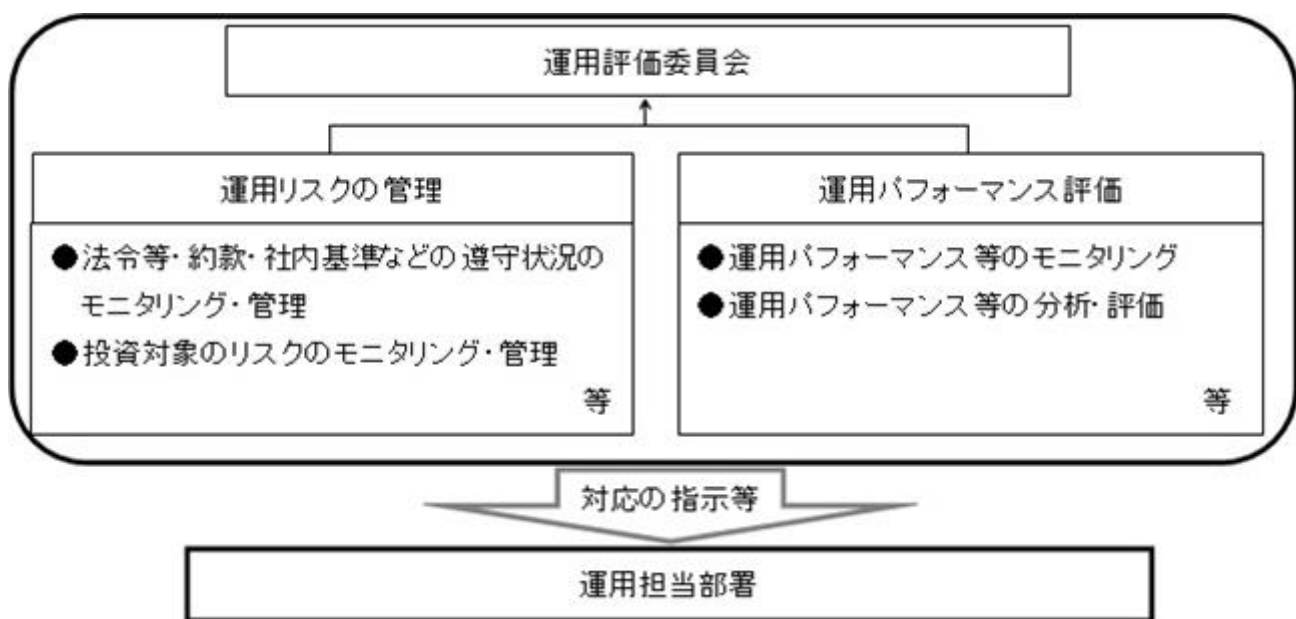 運用評価委員会
運用リスクの管理
●法令等・約款・社内基準などの遵守状況の
モニタリング・管理
●投資対象のリスクのモニタリング・管理
等
運用パフォーマンス評価
●運用パフォーマンス等のモニタリング
●運用パフォーマンス等の分析・評価
等
対応の指示等
運用担当部署